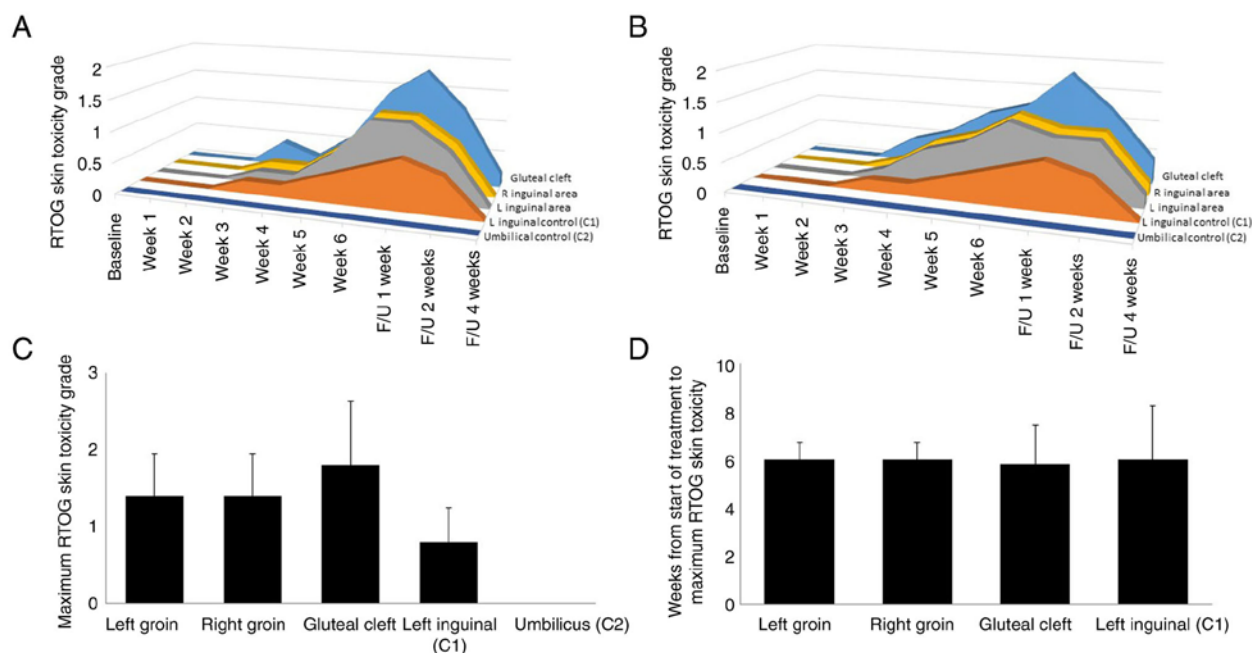 A
RTOG skin toxicity grade
2
1.5
1
0.5
0
Baseline
Week 1
Week 2
Week 3
Week 4
Week 5
Week 6
F/U 1 week
F/U 2 weeks
F/U 4 weeks
Gluteal cleft
R inguinal area
L inguinal area
L inguinal control (C1)
Umbilical control (C2)
B
RTOG skin toxicity grade
2
1.5
1
0.5
0
Baseline
Week 1
Week 2
Week 3
Week 4
Week 5
Week 6
F/U 1 week
F/U 2 weeks
F/U 4 weeks
Gluteal cleft
R inguinal area
L inguinal area
L inguinal control (C1)
Umbilical control (C2)
C
Maximum RTOG skin toxicity grade
3
2
1
0
Left groin
Right groin
Gluteal cleft
Left inguinal
(C1)
Umbilicus (C2)
D
Weeks from start of treatment to
maximum RTOG skin toxicity
10
8
6
4
2
0
Left groin
Right groin
Gluteal cleft
Left inguinal (C1)